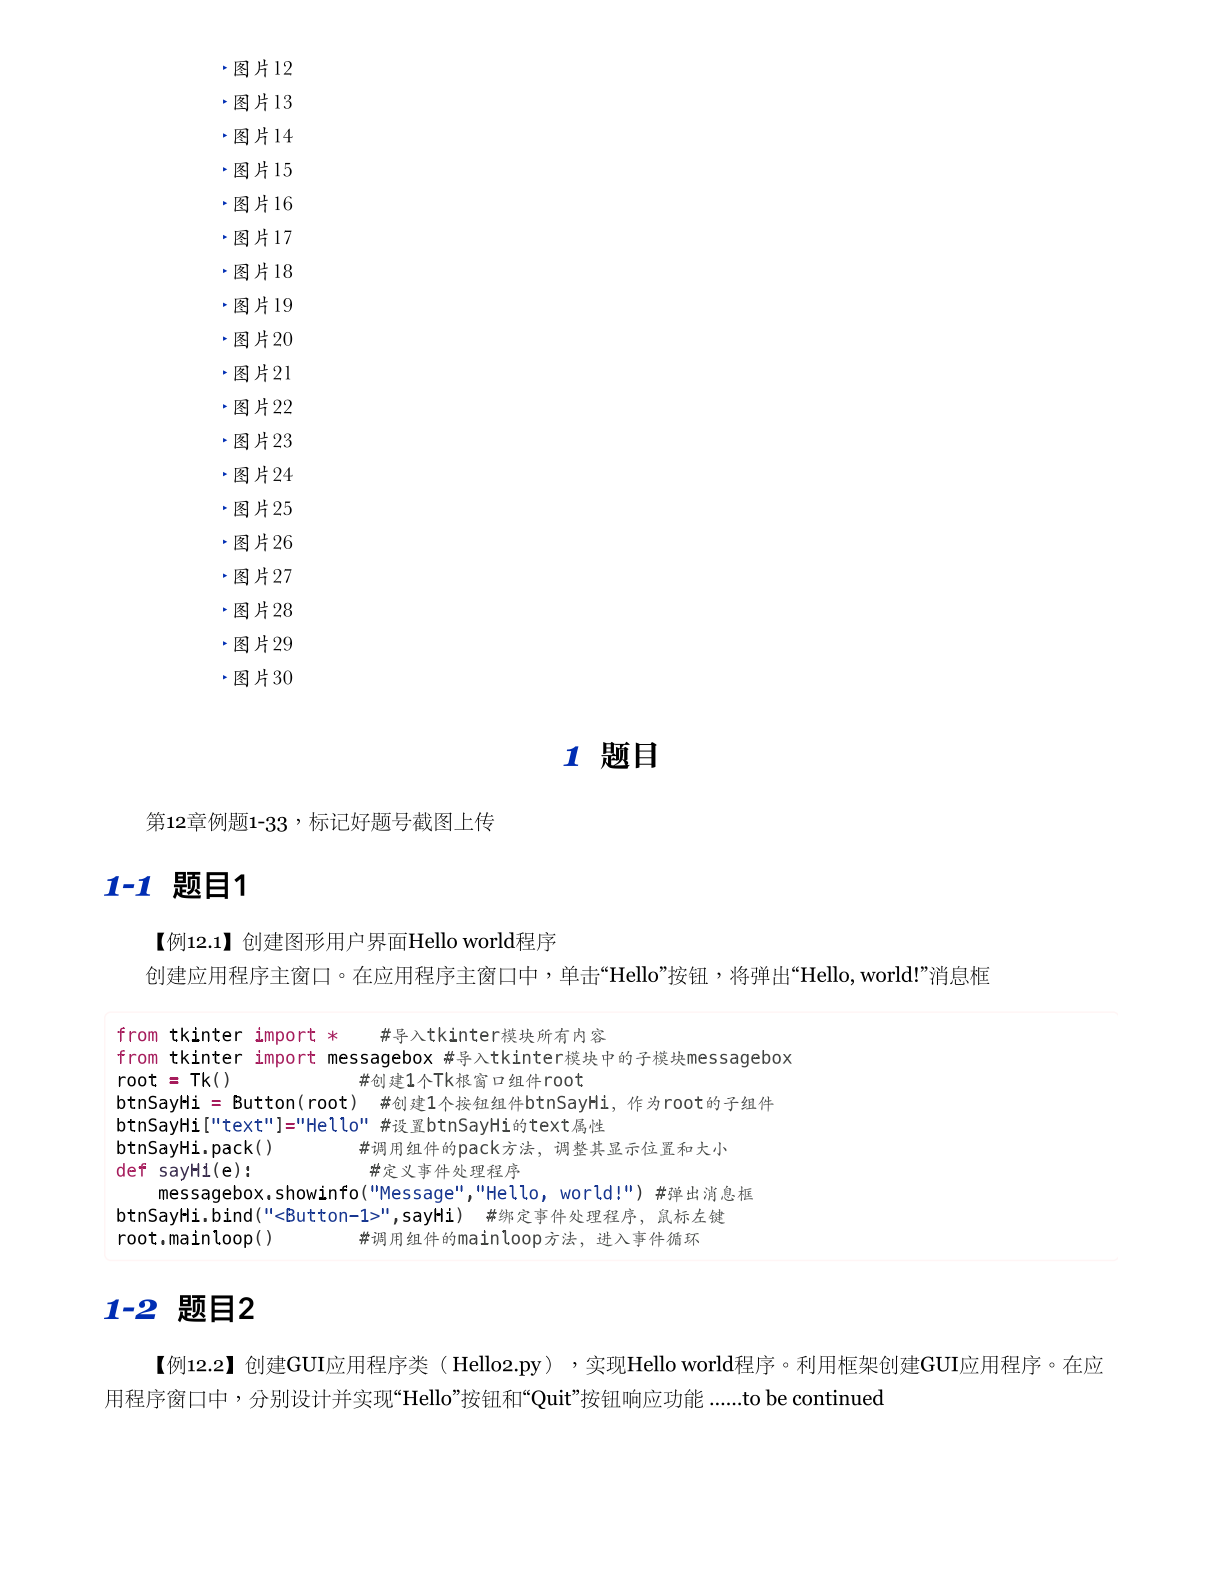 ‣图片12
‣图片13
‣图片14
‣图片15
‣图片16
‣图片17
‣图片18
‣图片19
‣图片20
‣图片21
‣图片22
‣图片23
‣图片24
‣图片25
‣图片26
‣图片27
‣图片28
‣图片29
‣图片30
1 题目
第12章例题1-33，标记好题号截图上传
1-1 题目1
【例12.1】创建图形用户界面Hello world程序
创建应用程序主窗口。在应用程序主窗口中，单击“Hello”按钮，将弹出“Hello, world!”消息框
from tkinter import *    #导入tkinter模块所有内容
from tkinter import messagebox #导入tkinter模块中的子模块messagebox
root = Tk()            #创建1个Tk根窗口组件root
btnSayHi = Button(root)  #创建1个按钮组件btnSayHi，作为root的子组件
btnSayHi["text"]="Hello" #设置btnSayHi的text属性
btnSayHi.pack()        #调用组件的pack方法，调整其显示位置和大小
def sayHi(e):           #定义事件处理程序
    messagebox.showinfo("Message","Hello, world!") #弹出消息框
btnSayHi.bind("<Button-1>",sayHi)  #绑定事件处理程序，鼠标左键
root.mainloop()        #调用组件的mainloop方法，进入事件循环
1-2 题目2
【例12.2】创建GUI应用程序类（ Hello2.py），实现Hello world程序。利用框架创建GUI应用程序。在应
用程序窗口中，分别设计并实现“Hello”按钮和“Quit”按钮响应功能 ......to be continued